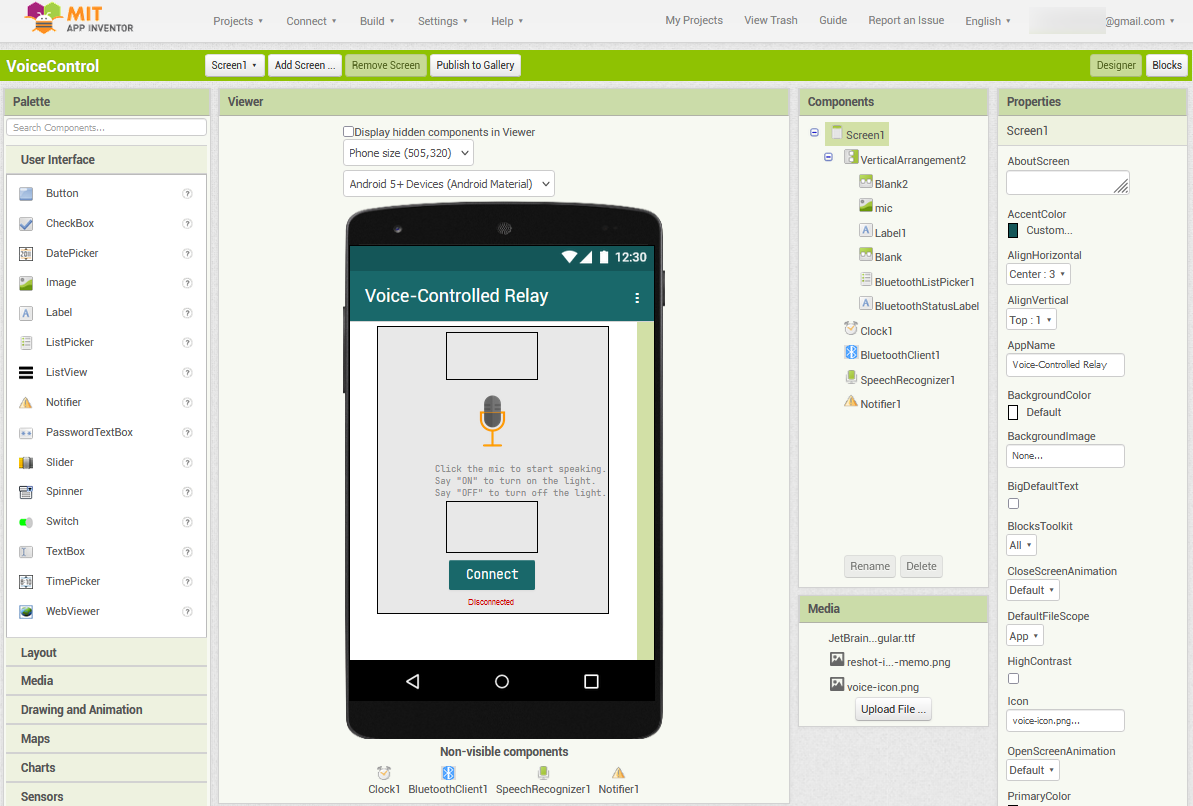 MIT
APP INVENTOR
Projects
Connect
Build
Settings
Help
My Projects
View Trash
Guide
Report an Issue
English
@gmail.com
VoiceControl
Screen1
Add Screen ...
Remove Screen
Publish to Gallery
Designer
Blocks
Palette
Search Components...
User Interface
Button ?
CheckBox ?
DatePicker ?
Image ?
Label ?
ListPicker ?
ListView ?
Notifier ?
PasswordTextBox ?
Slider ?
Spinner ?
Switch ?
TextBox ?
TimePicker ?
WebViewer ?
Layout
Media
Drawing and Animation
Maps
Charts
Sensors
Viewer
Display hidden components in Viewer
Phone size (505,320)
Android 5+ Devices (Android Material)
12:30
Voice-Controlled Relay
Click the mic to start speaking.
Say "ON" to turn on the light.
Say "OFF" to turn off the light.
Connect
Disconnected
Non-visible components
Clock1
BluetoothClient1
SpeechRecognizer1
Notifier1
Components
Screen1
VerticalArrangement2
Blank2
mic
Label1
Blank
BluetoothListPicker1
BluetoothStatusLabel
Clock1
BluetoothClient1
SpeechRecognizer1
Notifier1
Rename
Delete
Media
JetBrain...gular.ttf
reshot-i...-memo.png
voice-icon.png
Upload File ...
Properties
Screen1
AboutScreen
AccentColor
Custom...
AlignHorizontal
Center : 3
AlignVertical
Top : 1
AppName
Voice-Controlled Relay
BackgroundColor
Default
BackgroundImage
None...
BigDefaultText
BlocksToolkit
All
CloseScreenAnimation
Default
DefaultFileScope
App
HighContrast
Icon
voice-icon.png...
OpenScreenAnimation
Default
PrimaryColor